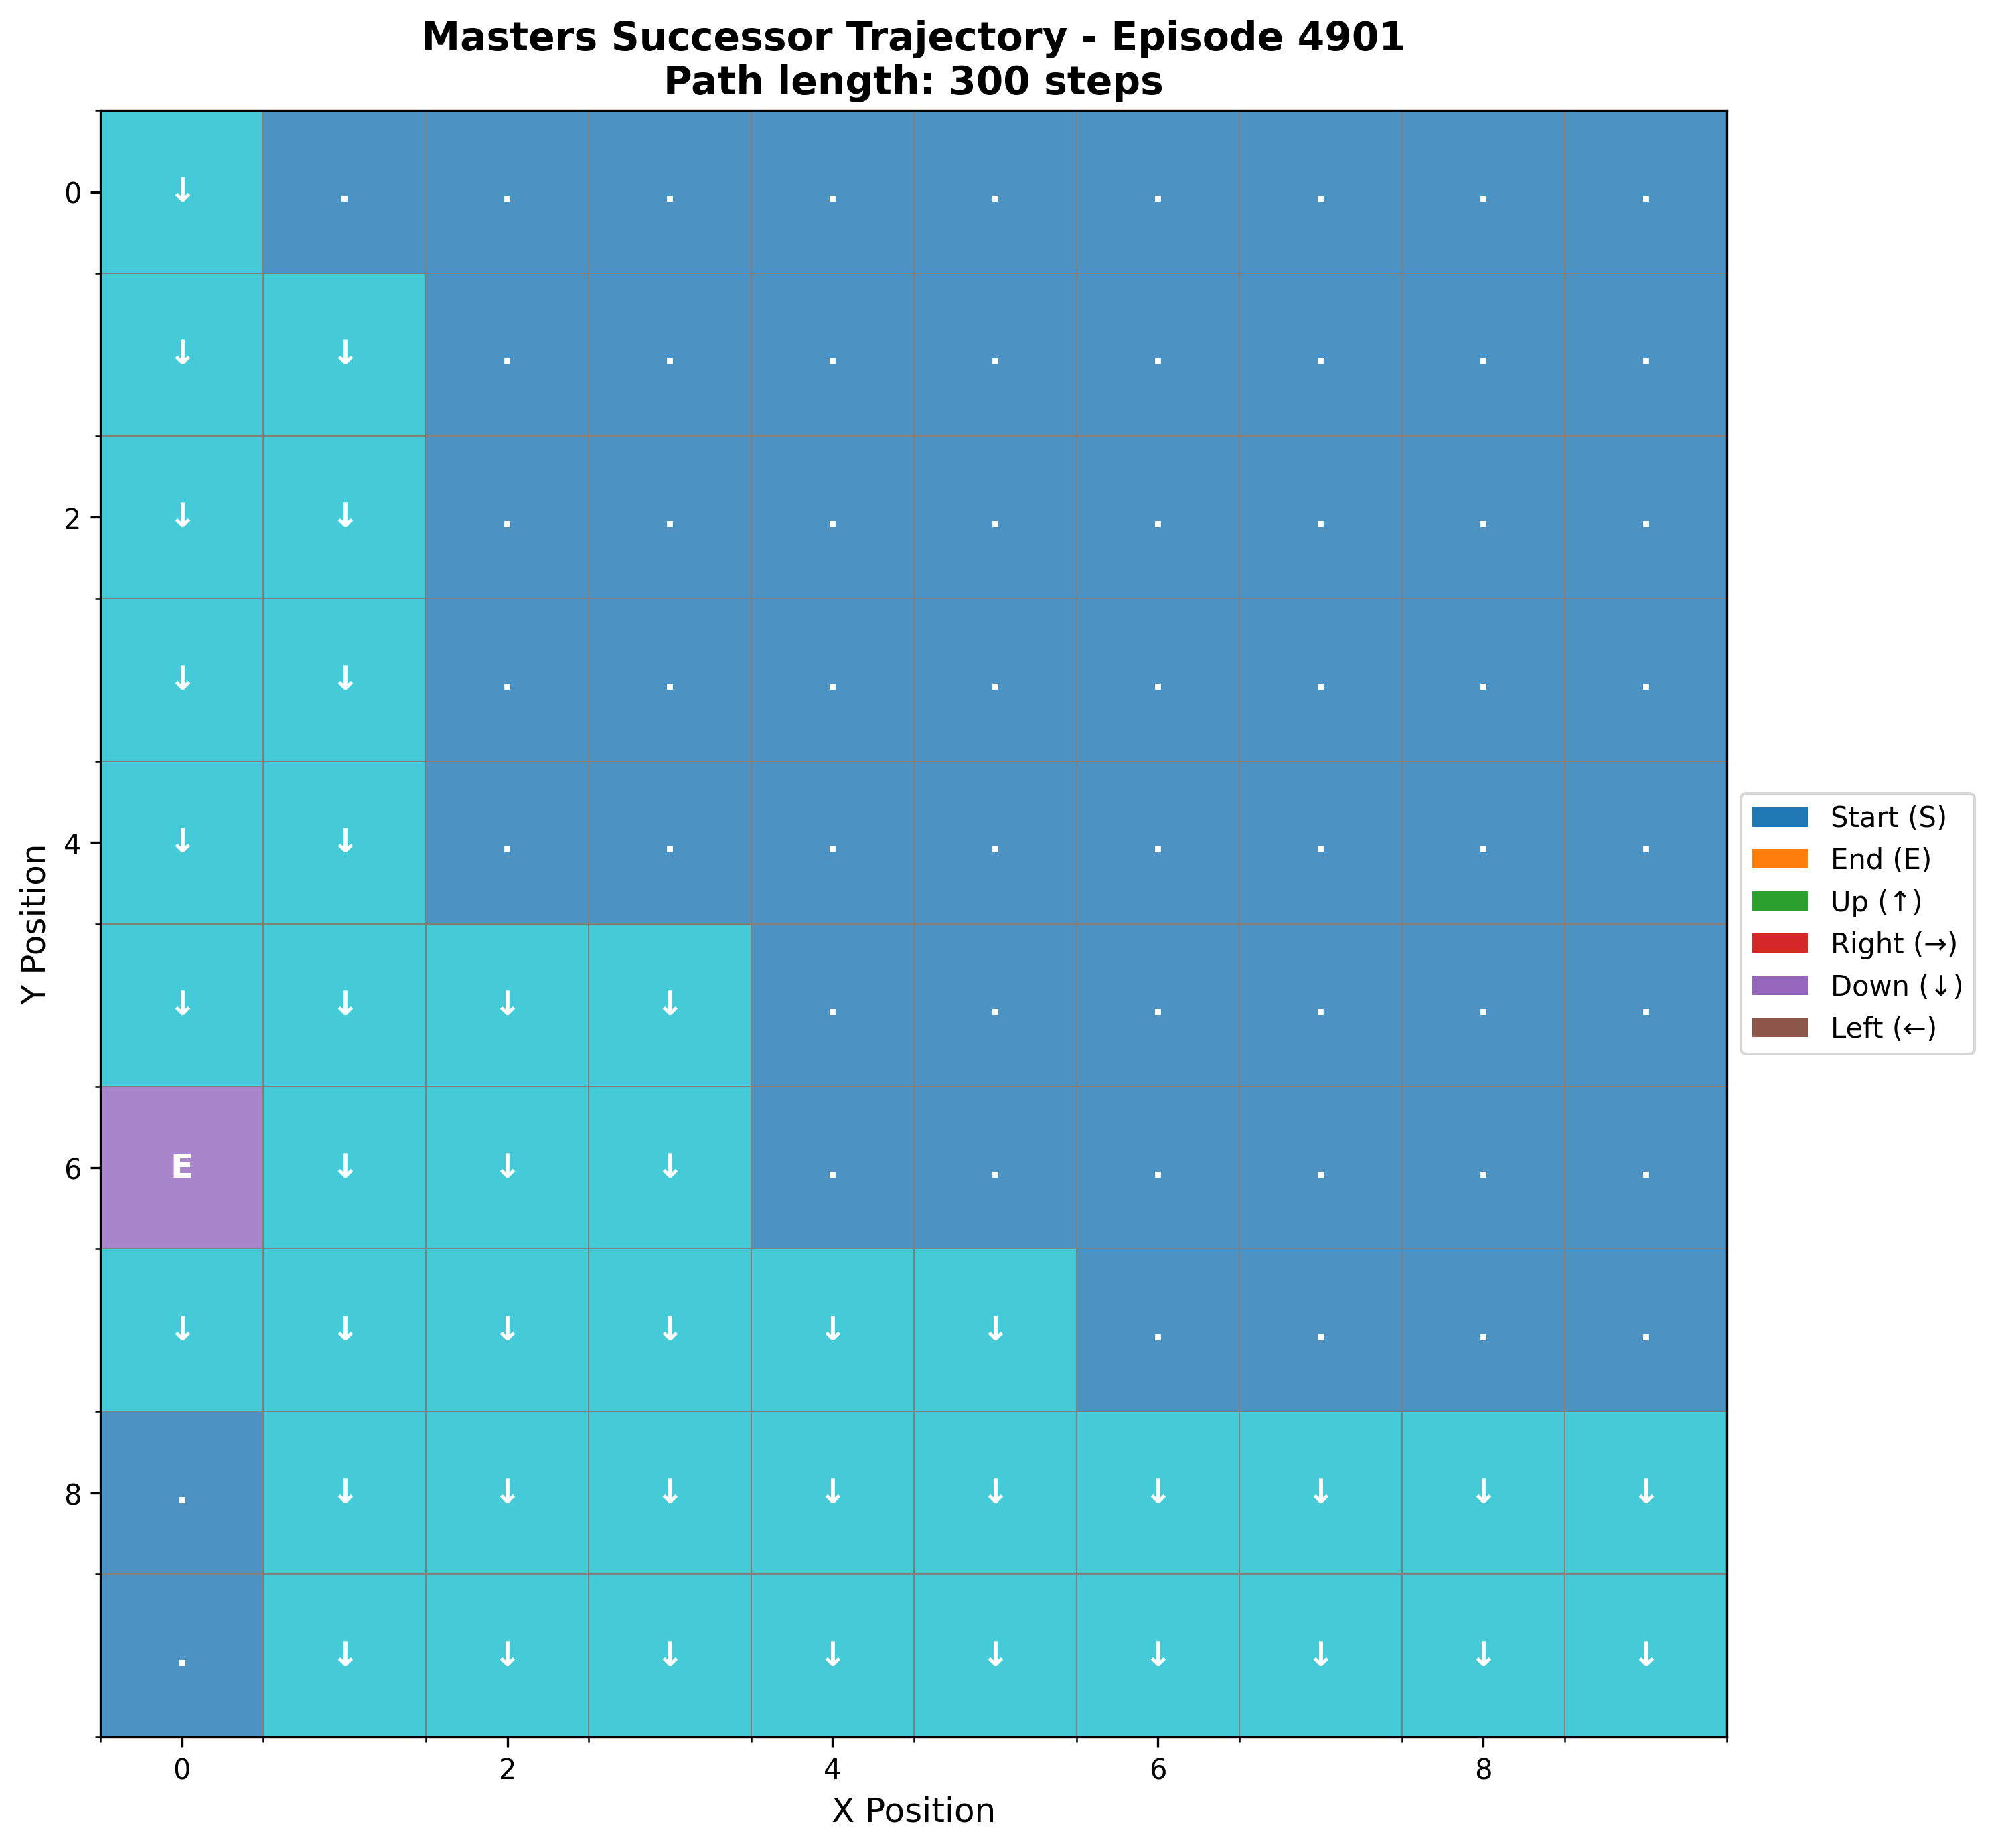 Masters Successor Trajectory - Episode 4901
Path length: 300 steps
0 ↓ . . . . . . . . .
↓ ↓ . . . . . . . .
2 ↓ ↓ . . . . . . . .
↓ ↓ . . . . . . . .
4 ↓ ↓ . . . . . . . .
↓ ↓ ↓ ↓ . . . . . .
6 E ↓ ↓ ↓ . . . . . .
↓ ↓ ↓ ↓ ↓ ↓ . . . .
8 . ↓ ↓ ↓ ↓ ↓ ↓ ↓ ↓ ↓
. ↓ ↓ ↓ ↓ ↓ ↓ ↓ ↓ ↓
0 2 4 6 8
X Position
Y Position
Start (S)
End (E)
Up (↑)
Right (→)
Down (↓)
Left (←)